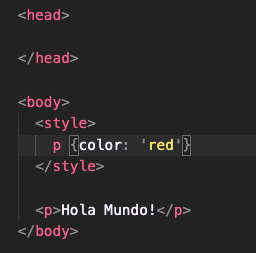 <head>
</head>
<body>
<style>
p {color: 'red'}
</style>
<p>Hola Mundo!</p>
</body>